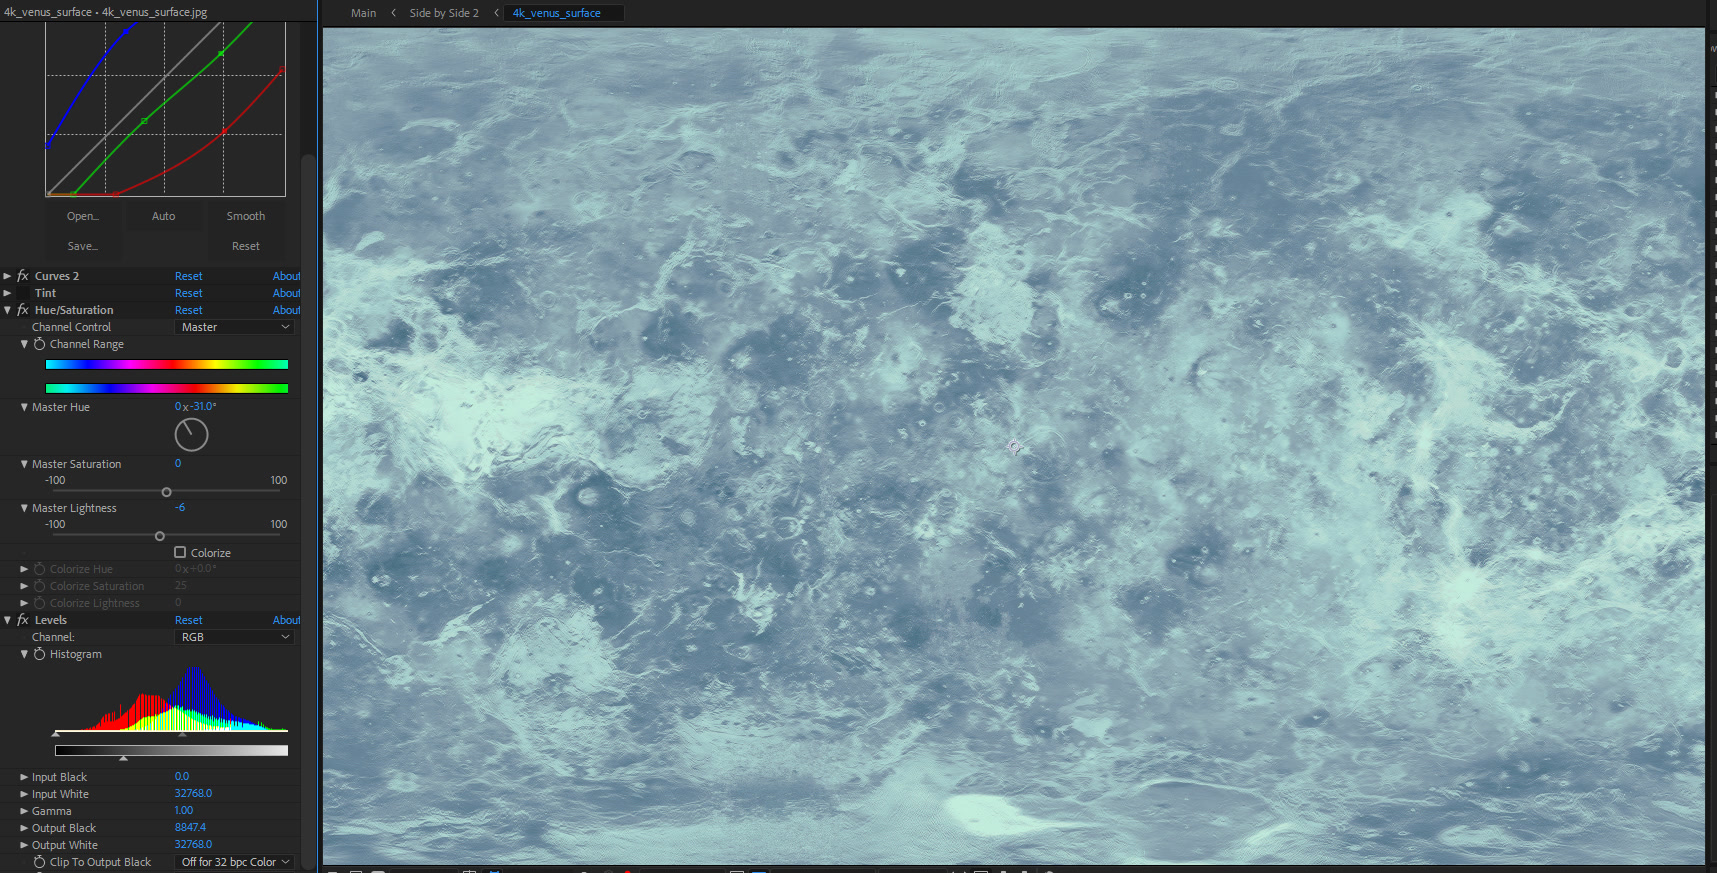 4k_venus_surface • 4k_venus_surface.jpg
Main < Side by Side 2 < 4k_venus_surface
Open... Auto Smooth
Save... Reset
fx Curves 2 Reset About
Tint Reset About
fx Hue/Saturation Reset About
Channel Control Master
Channel Range
Master Hue 0x-31.0°
Master Saturation 0
-100 100
Master Lightness -6
-100 100
Colorize
Colorize Hue 0x+0.0°
Colorize Saturation 25
Colorize Lightness 0
fx Levels Reset About
Channel: RGB
Histogram
Input Black 0.0
Input White 32768.0
Gamma 1.00
Output Black 8847.4
Output White 32768.0
Clip To Output Black Off for 32 bpc Color